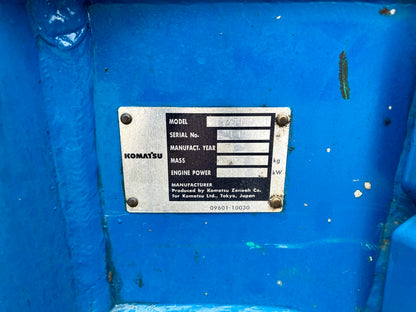 MODEL
SERIAL No.
MANUFACT. YEAR
KOMATSU
MASS kg
ENGINE POWER kW
MANUFACTURER
Produced by Komatsu Zenoah Co.
for Komatsu Ltd., Tokyo, Japan
09601-10030